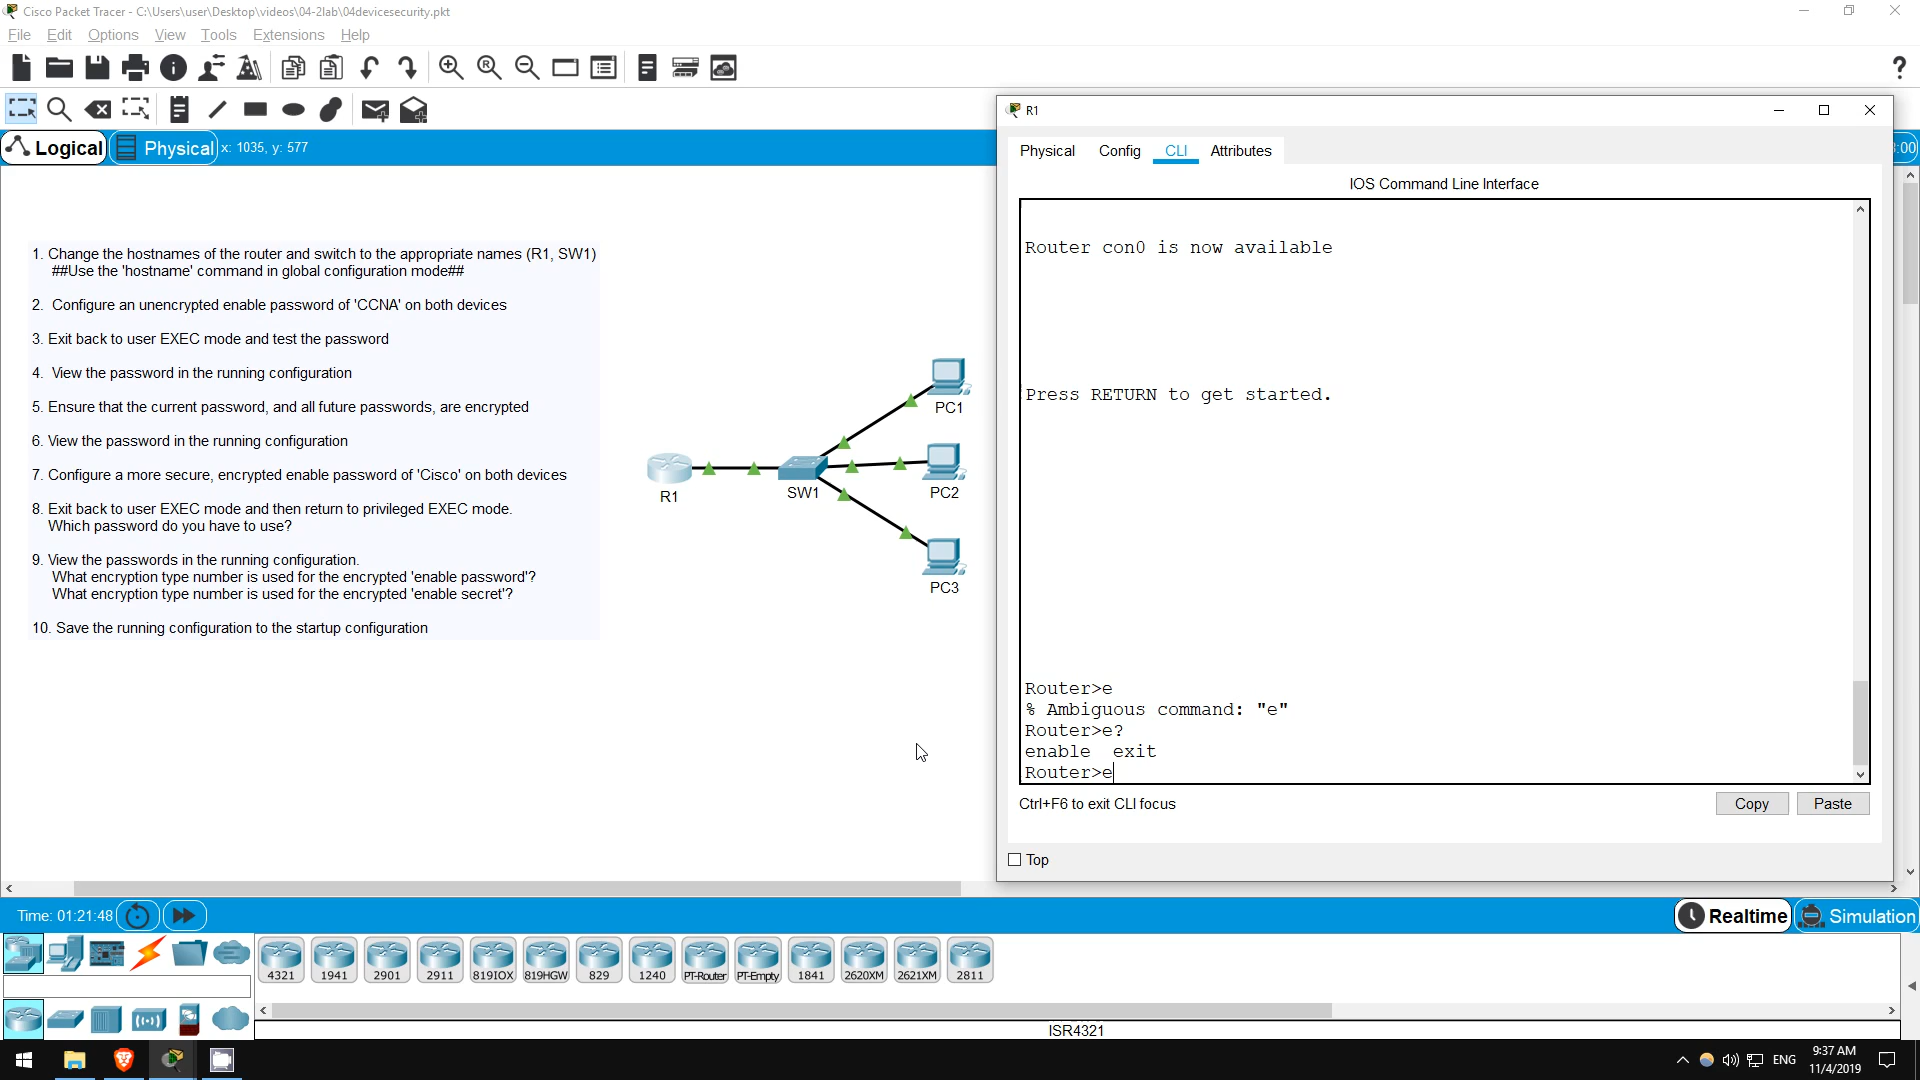 Cisco Packet Tracer - C:\Users\user\Desktop\videos\04-2lab\04devicesecurity.pkt
File Edit Options View Tools Extensions Help
Logical Physical x: 1035, y: 577
:00
R1
Physical Config CLI Attributes
IOS Command Line Interface
Router con0 is now available
Press RETURN to get started.
Router>e
% Ambiguous command: "e"
Router>e?
enable exit
Router>e
Ctrl+F6 to exit CLI focus
Copy Paste
Top
1. Change the hostnames of the router and switch to the appropriate names (R1, SW1)
##Use the 'hostname' command in global configuration mode##
2. Configure an unencrypted enable password of 'CCNA' on both devices
3. Exit back to user EXEC mode and test the password
4. View the password in the running configuration
5. Ensure that the current password, and all future passwords, are encrypted
6. View the password in the running configuration
7. Configure a more secure, encrypted enable password of 'Cisco' on both devices
8. Exit back to user EXEC mode and then return to privileged EXEC mode.
Which password do you have to use?
9. View the passwords in the running configuration.
What encryption type number is used for the encrypted 'enable password'?
What encryption type number is used for the encrypted 'enable secret'?
10. Save the running configuration to the startup configuration
R1
SW1
PC1
PC2
PC3
Time: 01:21:48
Realtime Simulation
4321 1941 2901 2911 819IOX 819HGW 829 1240 PT-Router PT-Empty 1841 2620XM 2621XM 2811
ISR4321
ENG
9:37 AM
11/4/2019